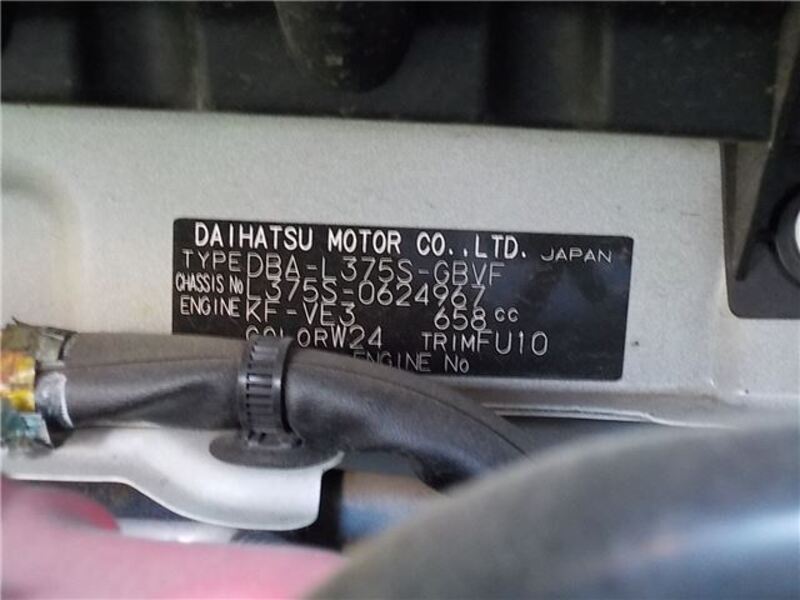 DAIHATSU MOTOR CO.,LTD. JAPAN
TYPE DBA-L375S-GBVF
CHASSIS No L375S-0624967
ENGINE KF-VE3 658cc
COLOR W24 TRIM FU10
ENGINE No